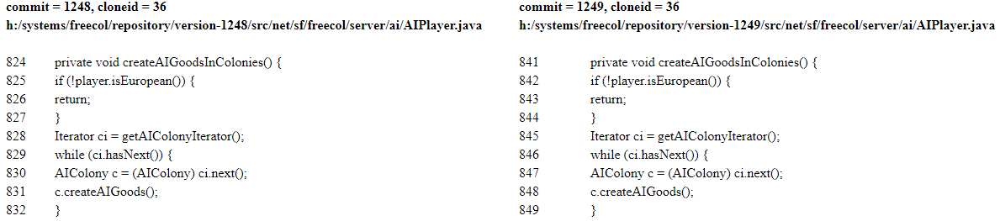 commit = 1248, cloneid = 36
h:/systems/freecol/repository/version-1248/src/net/sf/freecol/server/ai/AIPlayer.java
824 private void createAIGoodsInColonies() {
825 if (!player.isEuropean()) {
826 return;
827 }
828 Iterator ci = getAIColonyIterator();
829 while (ci.hasNext()) {
830 AIColony c = (AIColony) ci.next();
831 c.createAIGoods();
832 }
commit = 1249, cloneid = 36
h:/systems/freecol/repository/version-1249/src/net/sf/freecol/server/ai/AIPlayer.java
841 private void createAIGoodsInColonies() {
842 if (!player.isEuropean()) {
843 return;
844 }
845 Iterator ci = getAIColonyIterator();
846 while (ci.hasNext()) {
847 AIColony c = (AIColony) ci.next();
848 c.createAIGoods();
849 }